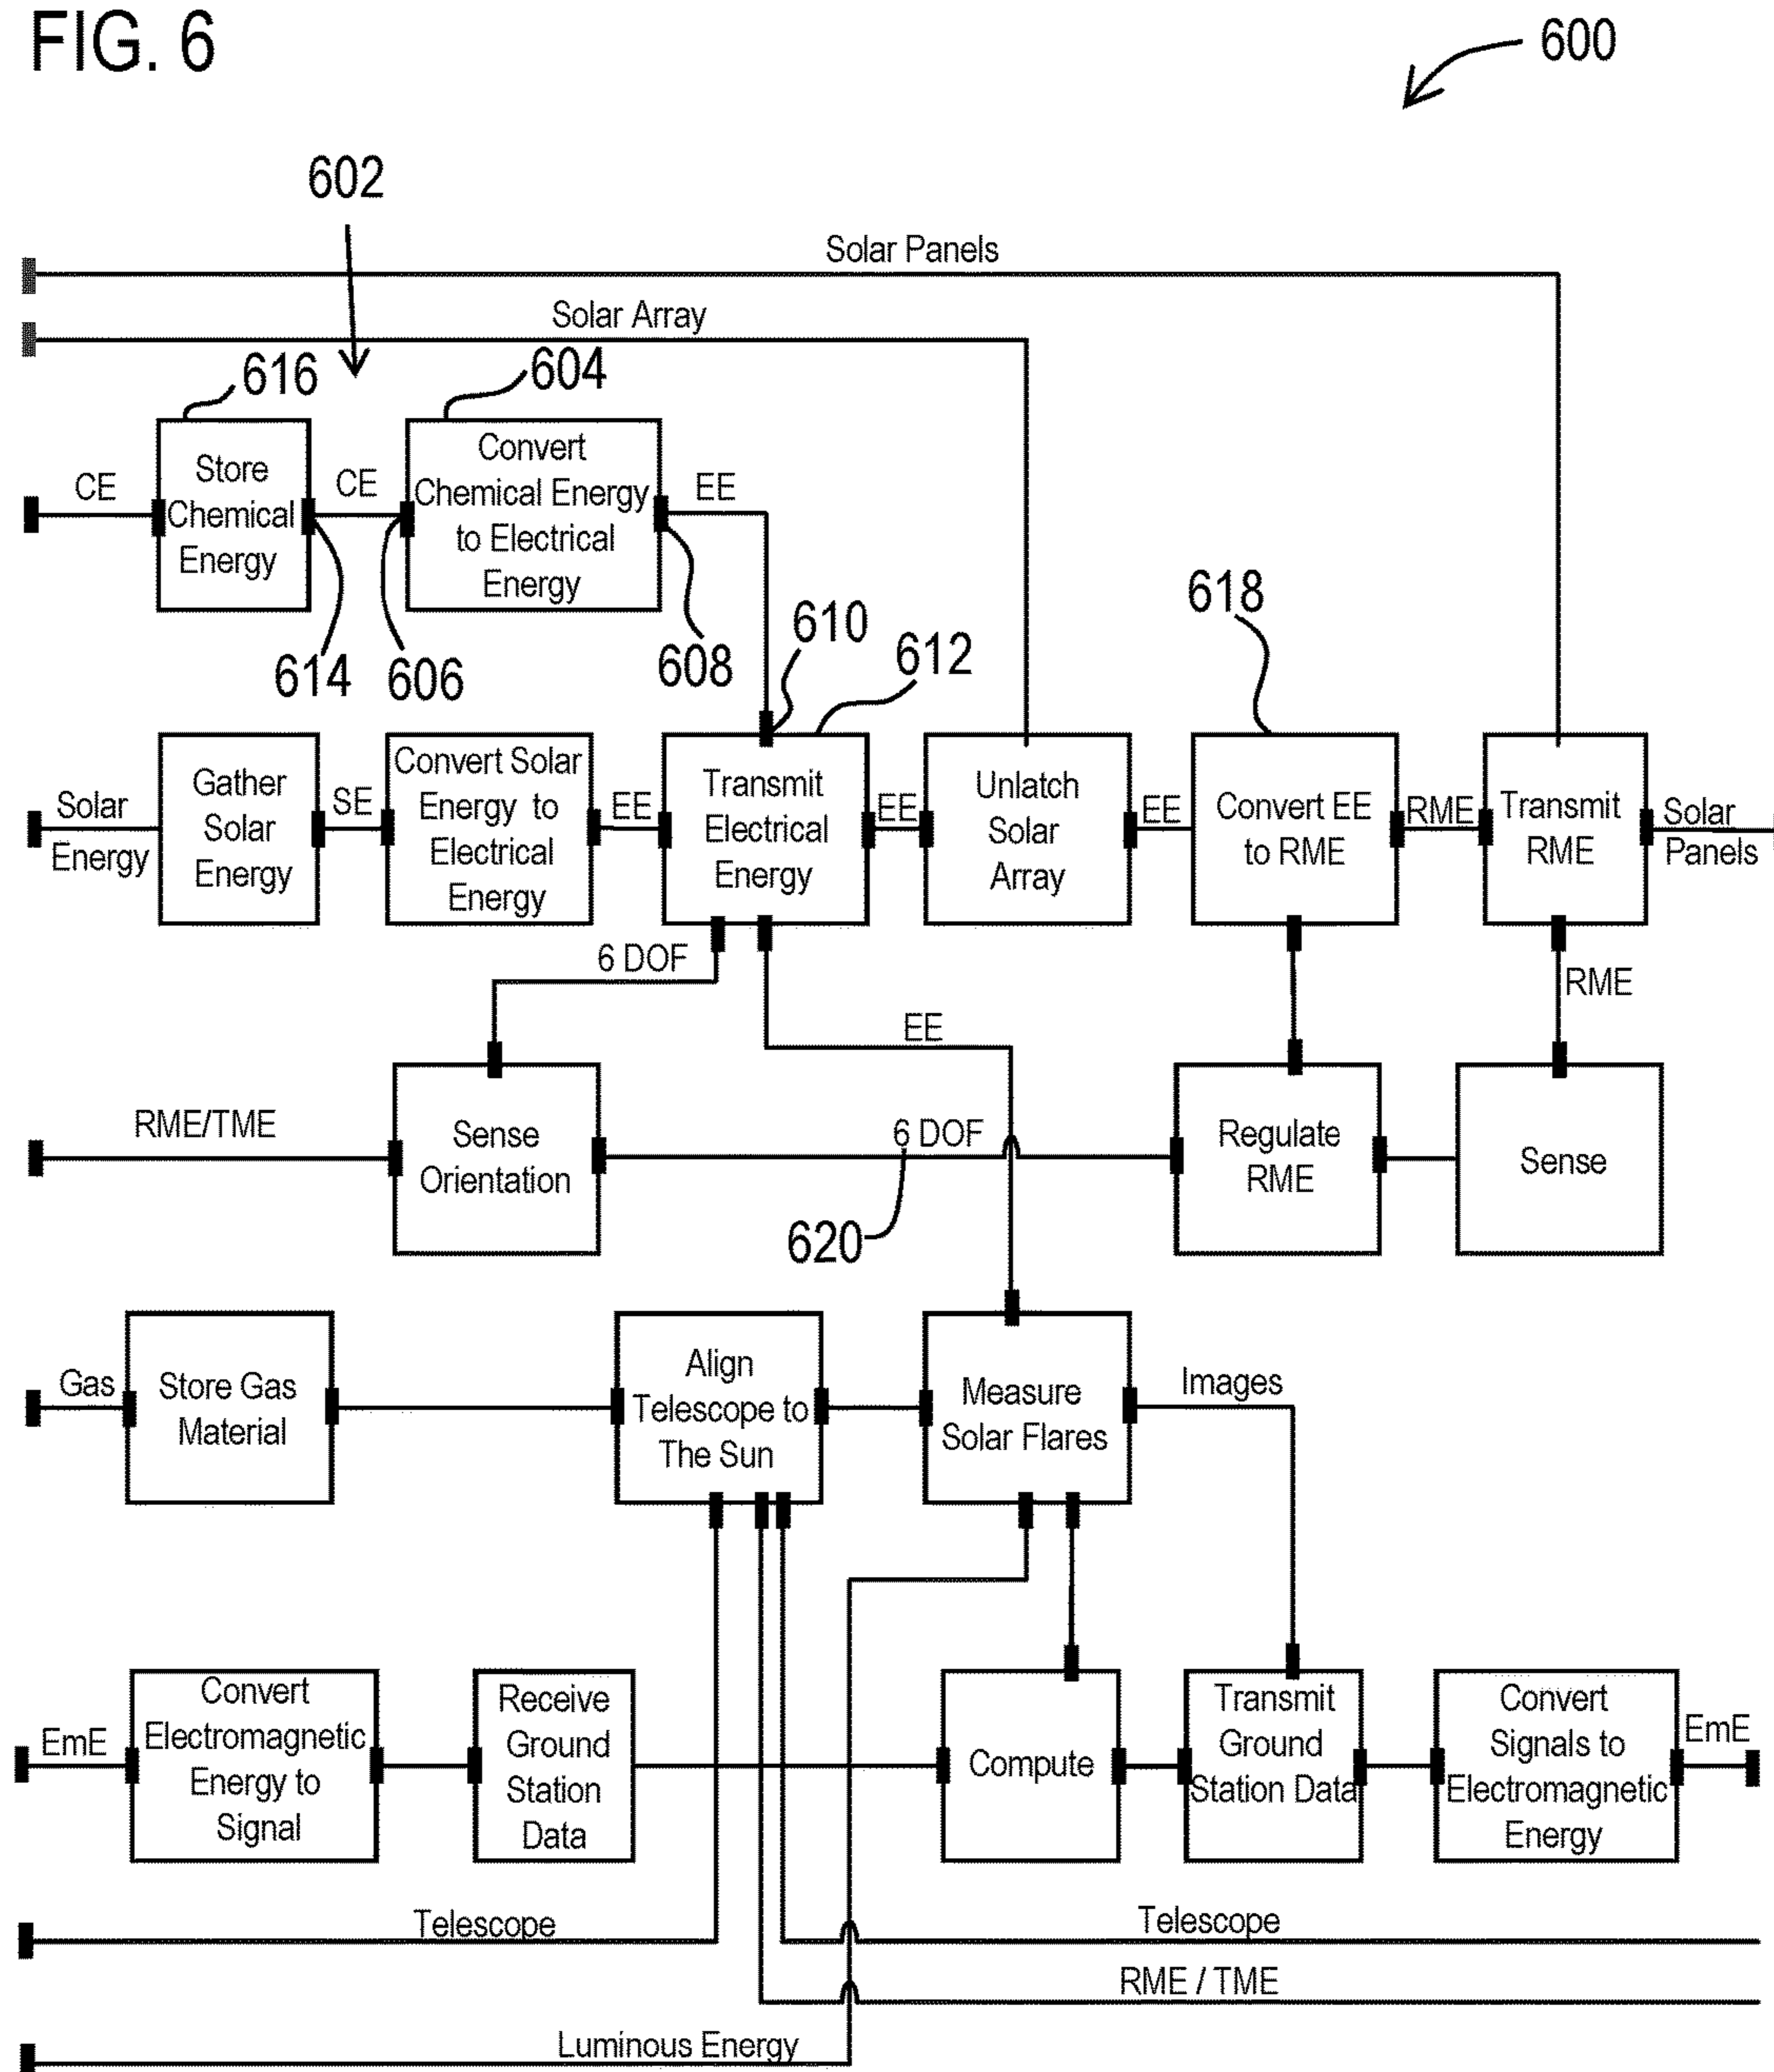 FIG. 6
600
602
Solar Panels
Solar Array
616
604
CE
Store
Chemical
Energy
CE
Convert
Chemical Energy
to Electrical
Energy
EE
614
606
608
610
612
618
Solar
Energy
Gather
Solar
Energy
SE
Convert Solar
Energy to
Electrical
Energy
EE
Transmit
Electrical
Energy
EE
Unlatch
Solar
Array
EE
Convert EE
to RME
RME
Transmit
RME
Solar
Panels
6 DOF
EE
RME
RME/TME
Sense
Orientation
6 DOF
620
Regulate
RME
Sense
Gas
Store Gas
Material
Align
Telescope to
The Sun
Measure
Solar Flares
Images
EmE
Convert
Electromagnetic
Energy to
Signal
Receive
Ground
Station
Data
Compute
Transmit
Ground
Station Data
Convert
Signals to
Electromagnetic
Energy
EmE
Telescope
Telescope
RME / TME
Luminous Energy